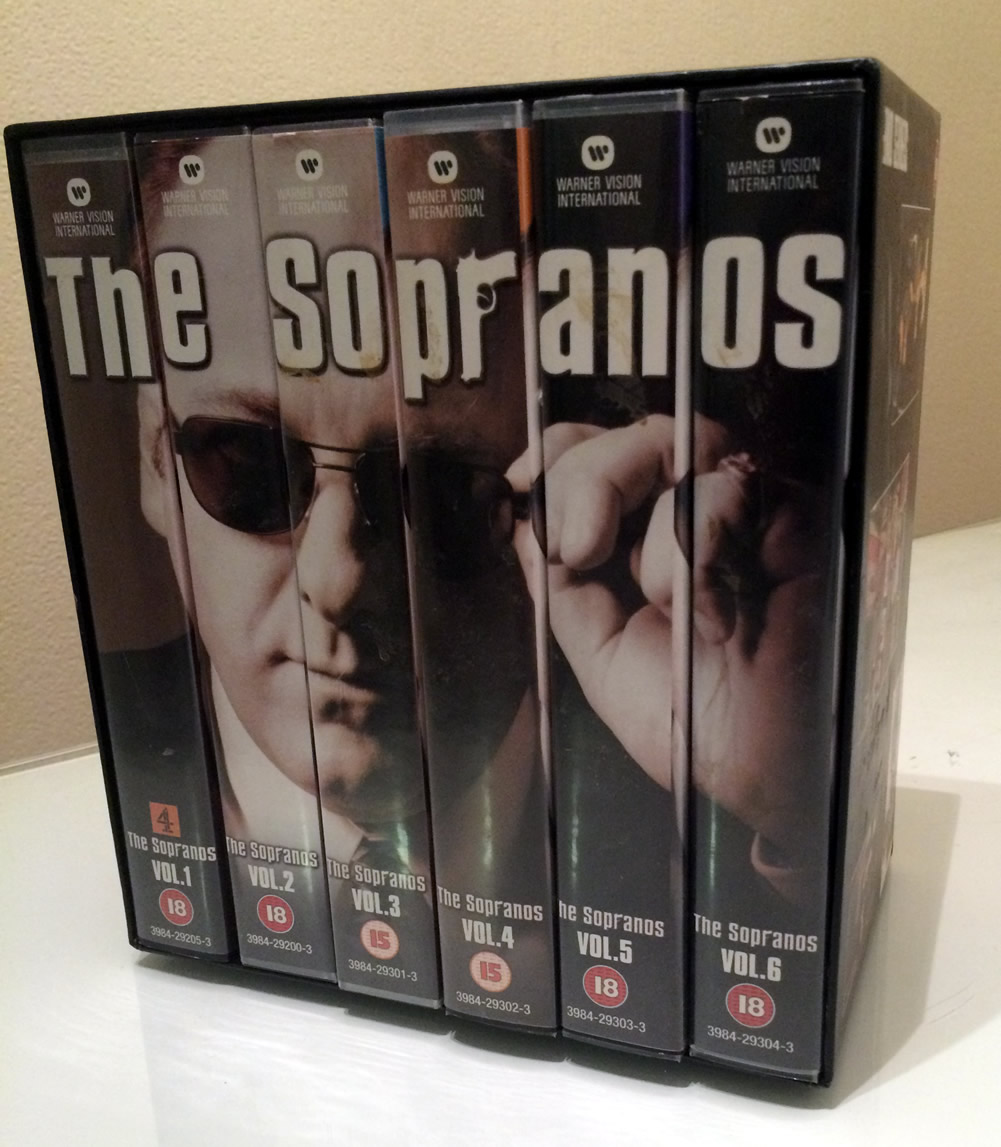 The Sopranos
WARNER VISION
INTERNATIONAL
4
The Sopranos
VOL.1
18
3984-29205-3
WARNER VISION
INTERNATIONAL
The Sopranos
VOL.2
18
3984-29200-3
WARNER VISION
INTERNATIONAL
The Sopranos
VOL.3
15
3984-29301-3
WARNER VISION
INTERNATIONAL
The Sopranos
VOL.4
15
3984-29302-3
WARNER VISION
INTERNATIONAL
The Sopranos
VOL.5
18
3984-29303-3
WARNER VISION
INTERNATIONAL
The Sopranos
VOL.6
18
3984-29304-3